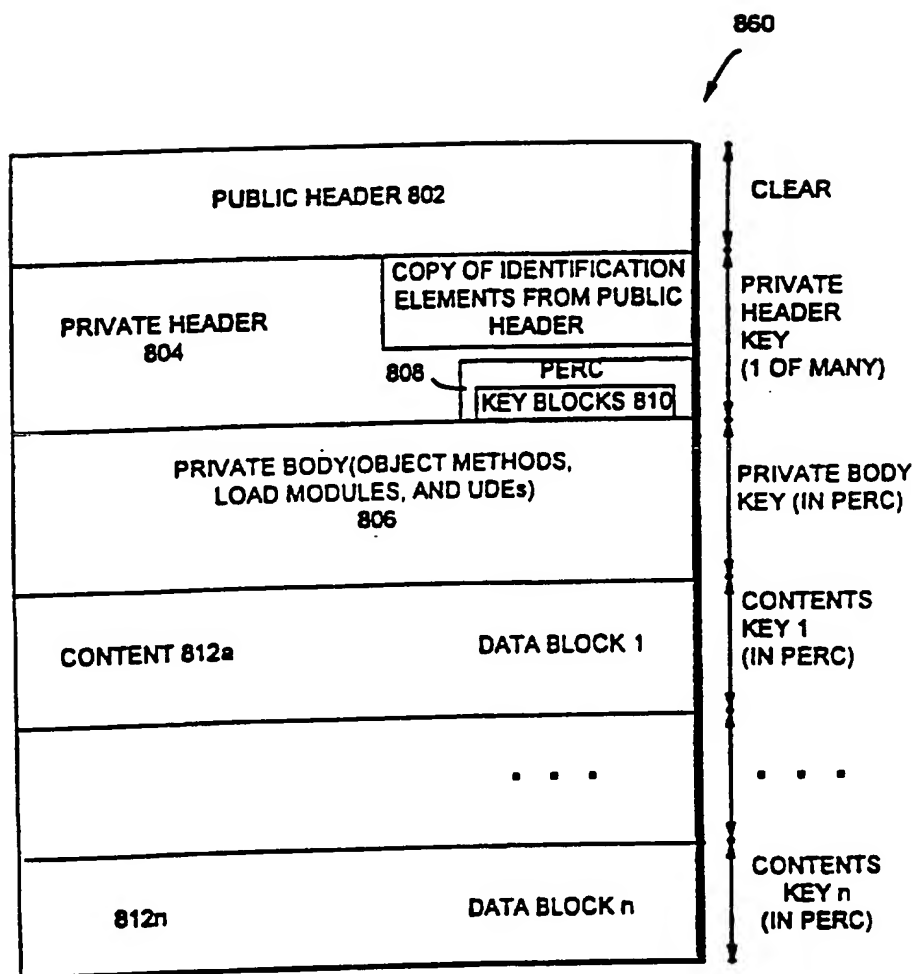 860
PUBLIC HEADER 802
CLEAR
PRIVATE HEADER
804
COPY OF IDENTIFICATION
ELEMENTS FROM PUBLIC
HEADER
808
PERC
KEY BLOCKS 810
PRIVATE
HEADER
KEY
(1 OF MANY)
PRIVATE BODY(OBJECT METHODS,
LOAD MODULES, AND UDEs)
806
PRIVATE BODY
KEY (IN PERC)
CONTENT 812a
DATA BLOCK 1
CONTENTS
KEY 1
(IN PERC)
. . .
. . .
812n
DATA BLOCK n
CONTENTS
KEY n
(IN PERC)